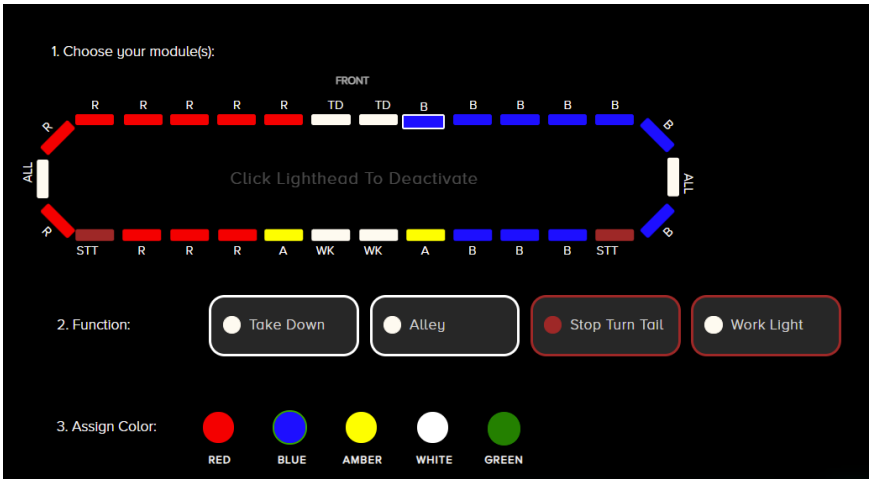 1. Choose your module(s):
FRONT
R R R R R TD TD B B B B B
R B
ALL Click Lighthead To Deactivate ALL
R B
STT R R R A WK WK A B B B STT
2. Function: Take Down Alley Stop Turn Tail Work Light
3. Assign Color:
RED BLUE AMBER WHITE GREEN